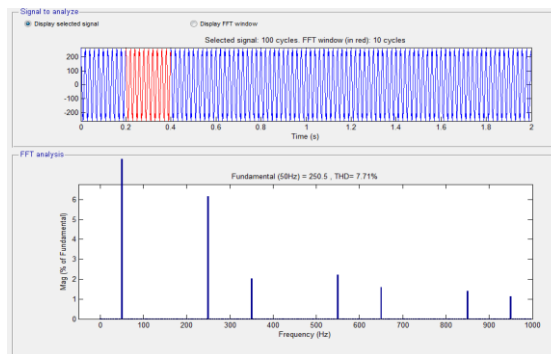 Signal to analyze
Display selected signal
Display FFT window
Selected signal: 100 cycles. FFT window (in red): 10 cycles
200
100
0
-100
-200
0 0.2 0.4 0.6 0.8 1 1.2 1.4 1.6 1.8 2
Time (s)
FFT analysis
Fundamental (50Hz) = 250.5 , THD= 7.71%
Mag (% of Fundamental)
6
5
4
3
2
1
0
0 100 200 300 400 500 600 700 800 900 1000
Frequency (Hz)